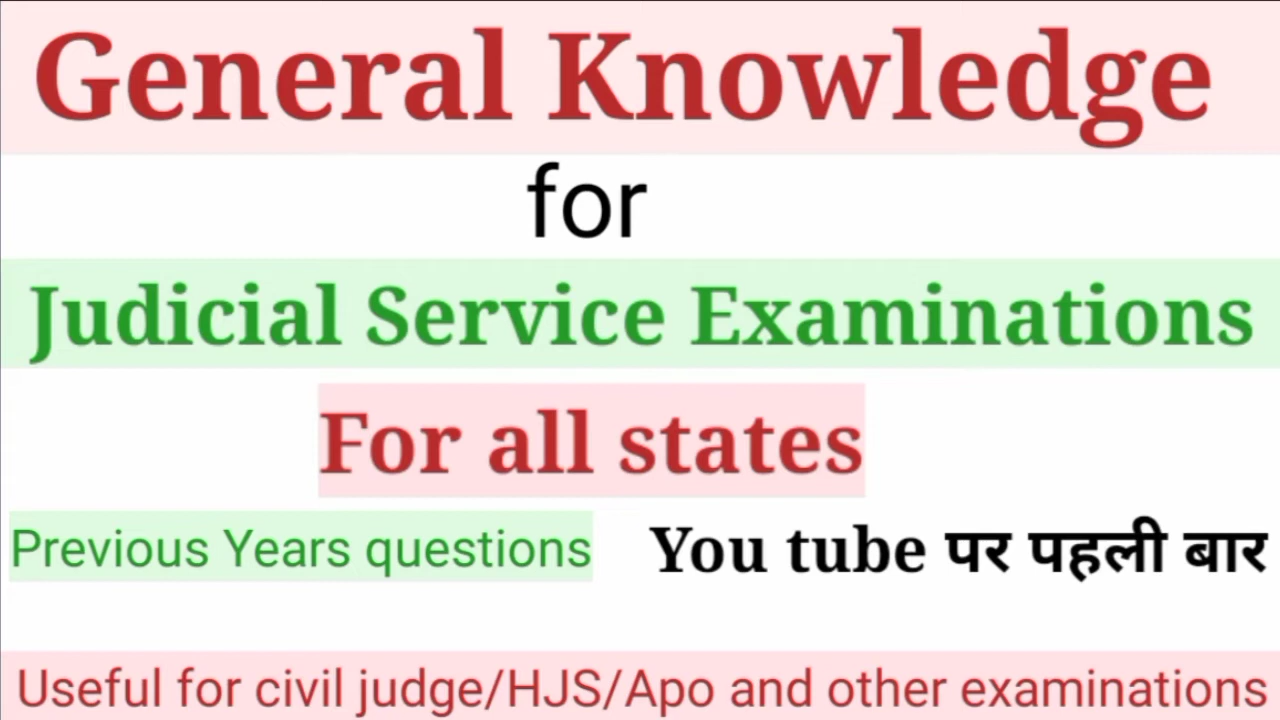 General Knowledge
for
Judicial Service Examinations
For all states
Previous Years questions You tube पर पहली बार
Useful for civil judge/HJS/Apo and other examinations